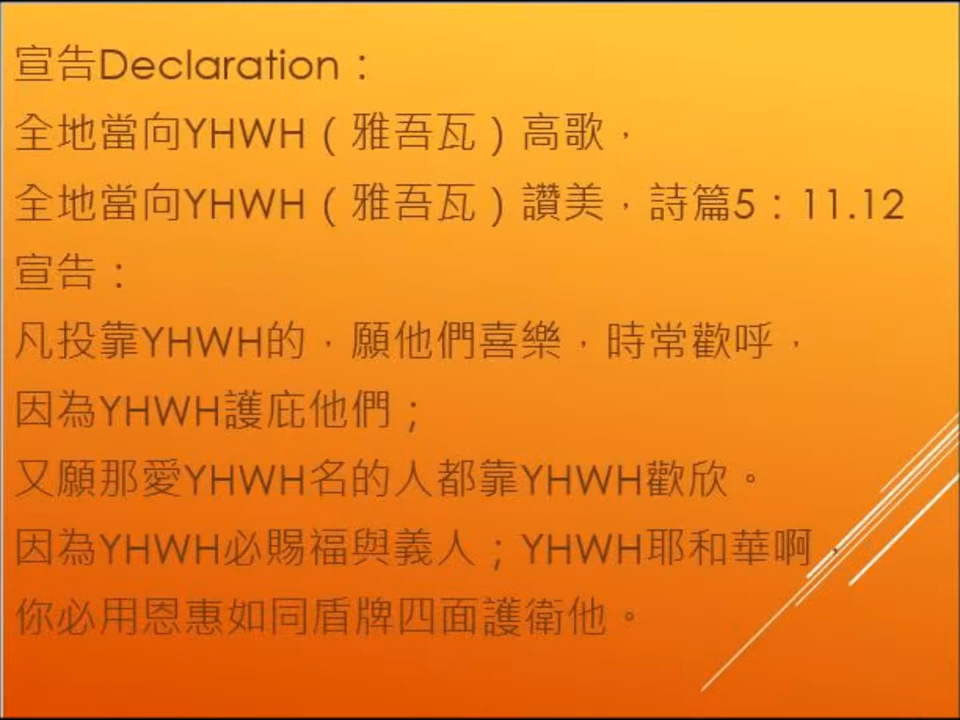 宣告Declaration：
全地當向YHWH（雅吾瓦）高歌，
全地當向YHWH（雅吾瓦）讚美，詩篇5：11.12
宣告：
凡投靠YHWH的，願他們喜樂，時常歡呼，
因為YHWH護庇他們；
又願那愛YHWH名的人都靠YHWH歡欣。
因為YHWH必賜福與義人；YHWH耶和華啊
你必用恩惠如同盾牌四面護衛他。